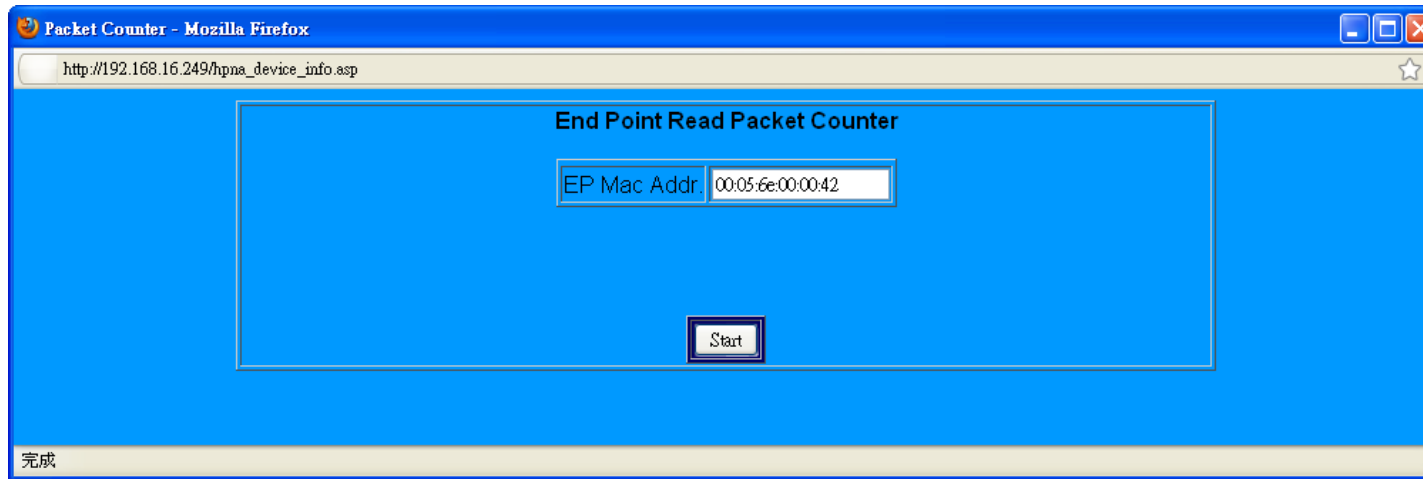 Packet Counter - Mozilla Firefox
http://192.168.16.249/hpna_device_info.asp
End Point Read Packet Counter
EP Mac Addr. 00:05:6e:00:00:42
Start
完成